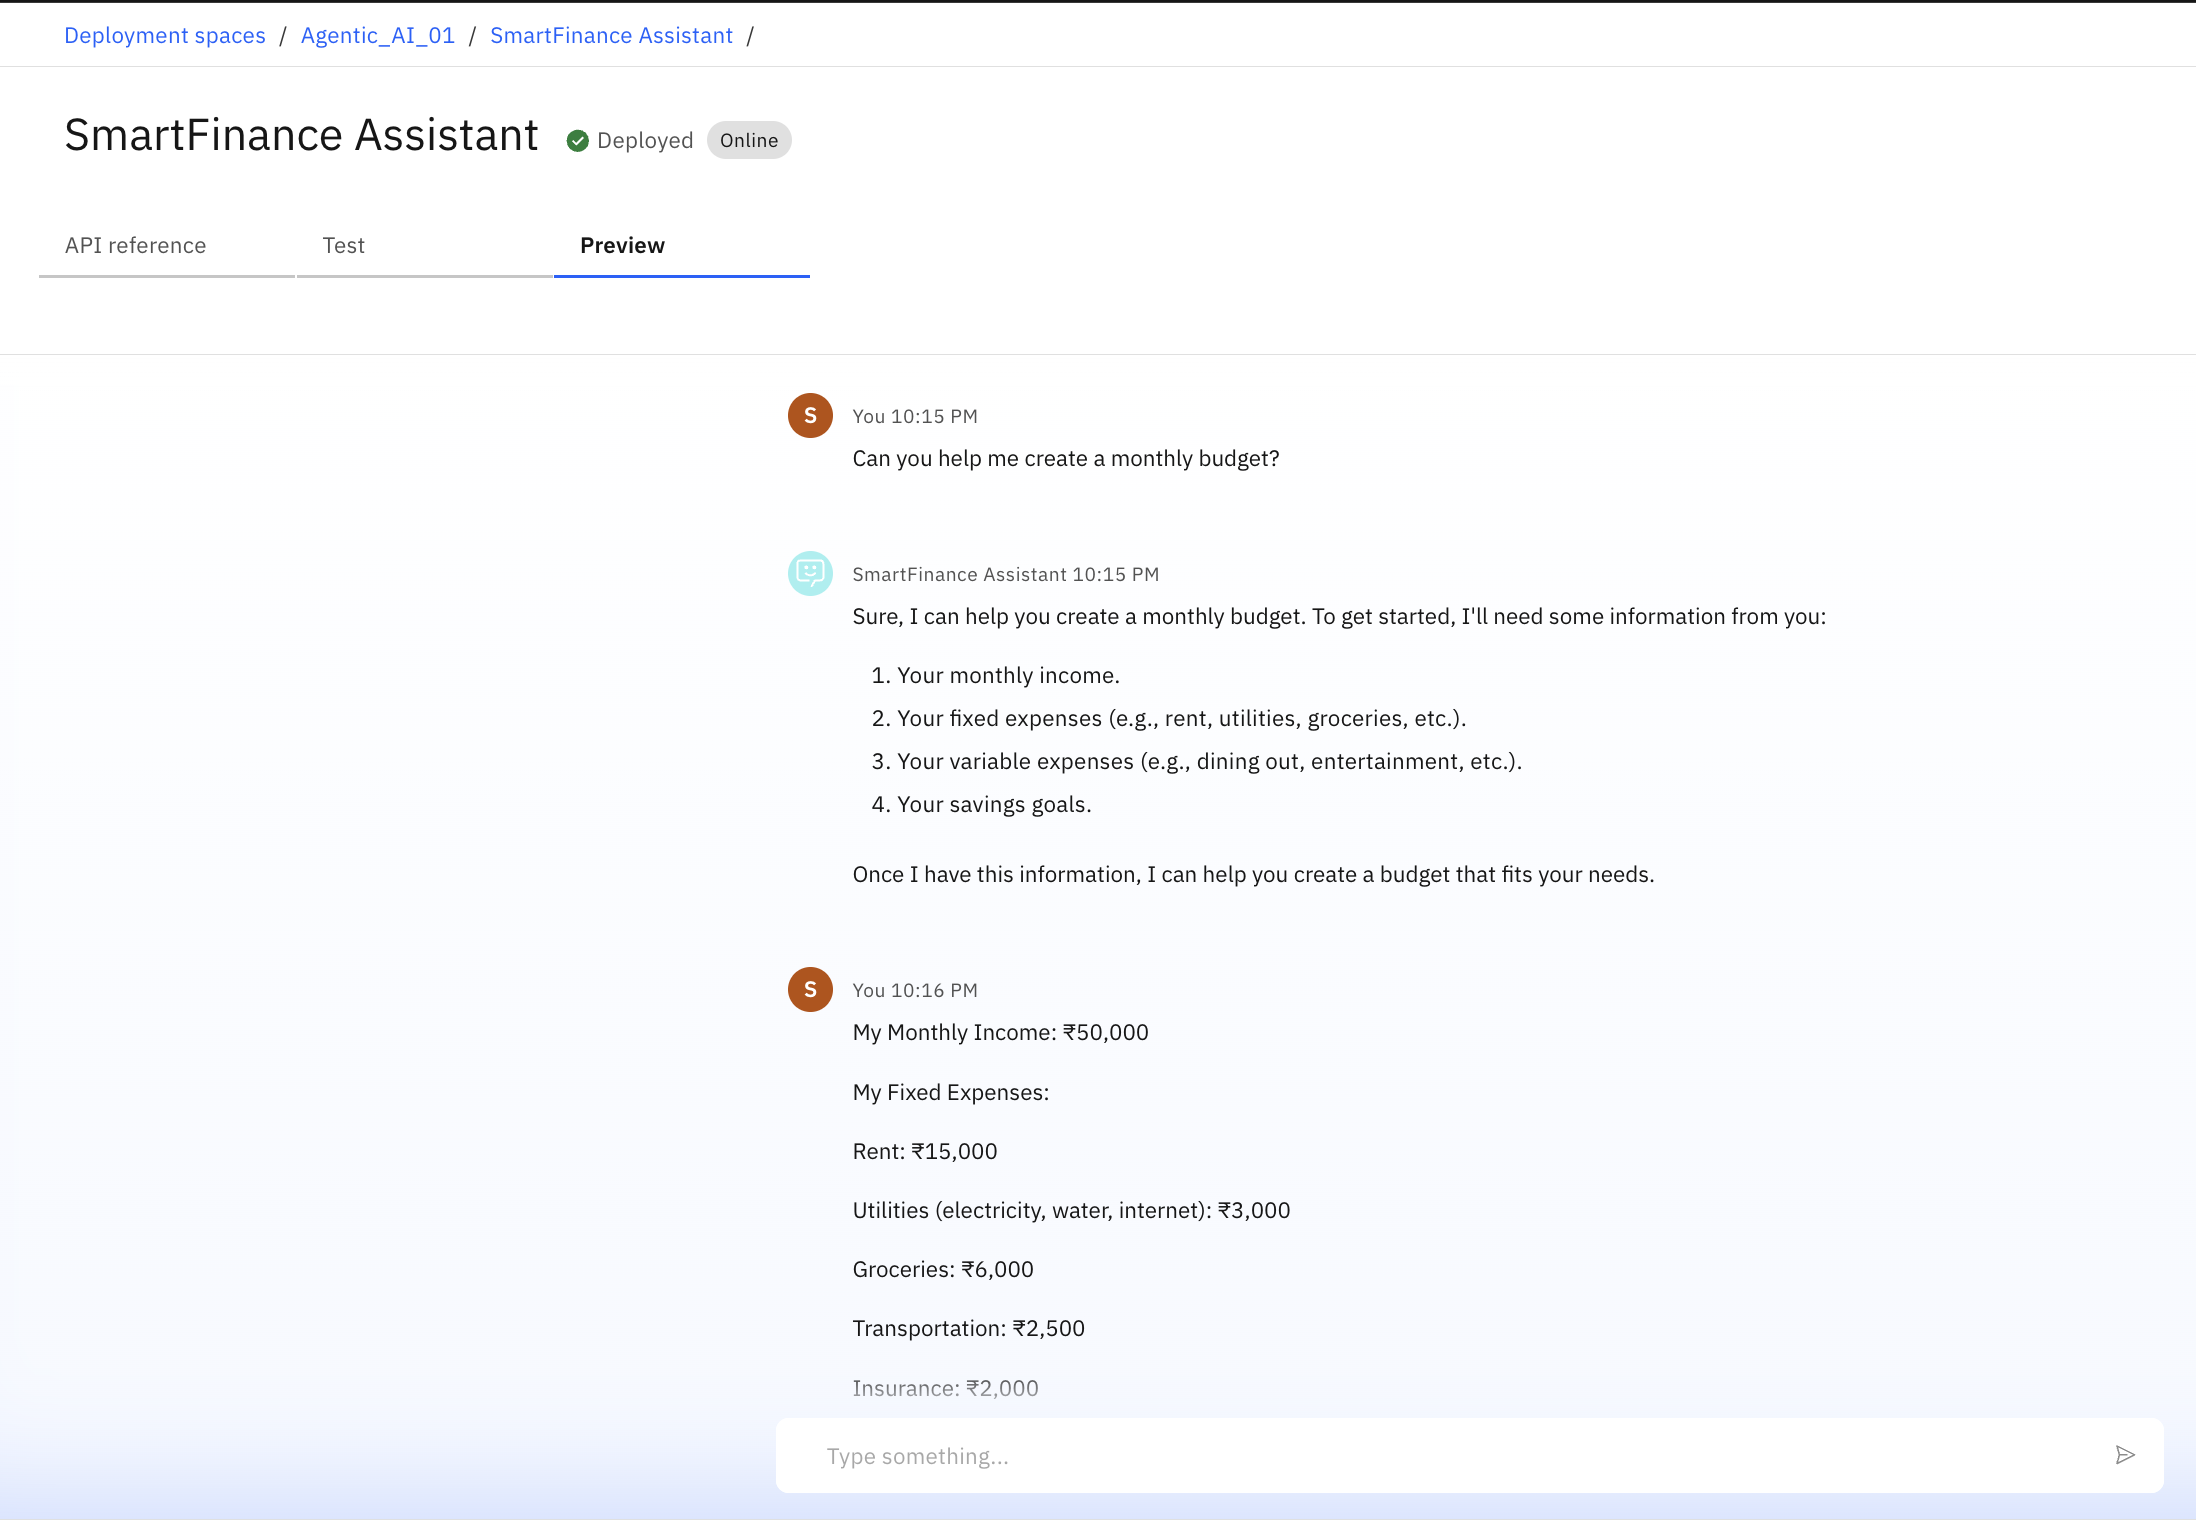 Deployment spaces / Agentic_AI_01 / SmartFinance Assistant /
SmartFinance Assistant Deployed Online
API reference Test Preview
S You 10:15 PM
Can you help me create a monthly budget?
SmartFinance Assistant 10:15 PM
Sure, I can help you create a monthly budget. To get started, I'll need some information from you:
1. Your monthly income.
2. Your fixed expenses (e.g., rent, utilities, groceries, etc.).
3. Your variable expenses (e.g., dining out, entertainment, etc.).
4. Your savings goals.
Once I have this information, I can help you create a budget that fits your needs.
S You 10:16 PM
My Monthly Income: ₹50,000
My Fixed Expenses:
Rent: ₹15,000
Utilities (electricity, water, internet): ₹3,000
Groceries: ₹6,000
Transportation: ₹2,500
Insurance: ₹2,000
Type something...